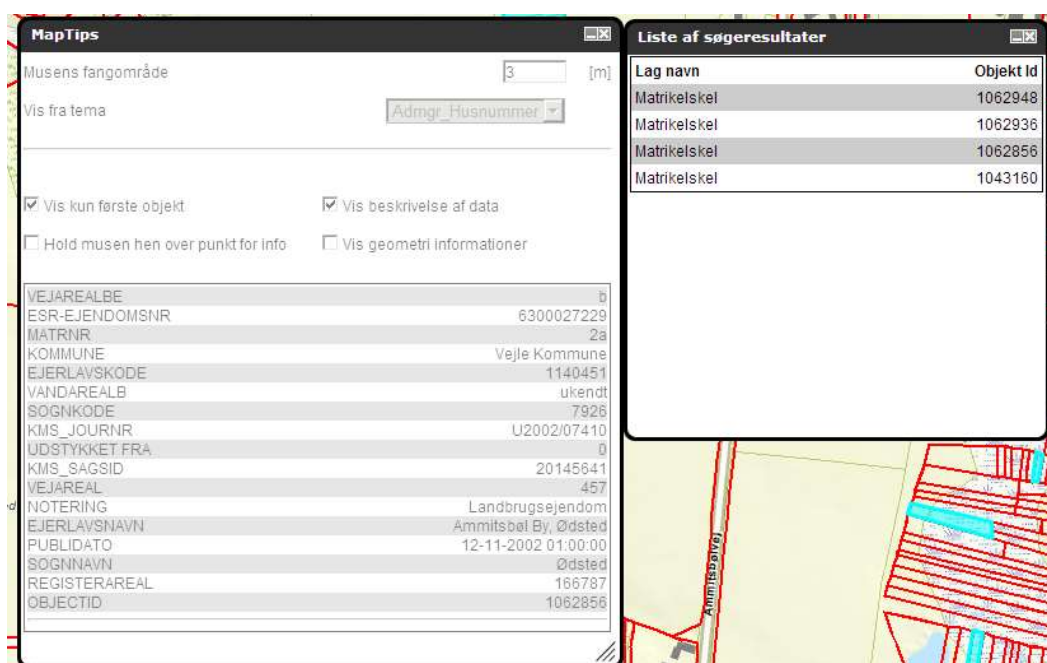 MapTips
Musens fangområde 3 [m]
Vis fra tema Admgr_Husnummer
Vis kun første objekt Vis beskrivelse af data
Hold musen hen over punkt for info Vis geometri informationer
VEJAREALBE b
ESR-EJENDOMSNR 6300027229
MATRNR 2a
KOMMUNE Vejle Kommune
EJERLAVSKODE 1140451
VANDAREALB ukendt
SOGNKODE 7926
KMS_JOURNR U2002/07410
UDSTYKKET FRA 0
KMS_SAGSID 20145641
VEJAREAL 457
NOTERING Landbrugsejendom
EJERLAVSNAVN Ammitsbøl By, Ødsted
PUBLIDATO 12-11-2002 01:00:00
SOGNNAVN Ødsted
REGISTERAREAL 166787
OBJECTID 1062856
Liste af søgeresultater
Lag navn Objekt Id
Matrikelskel 1062948
Matrikelskel 1062936
Matrikelskel 1062856
Matrikelskel 1043160
Ammitsbølvej